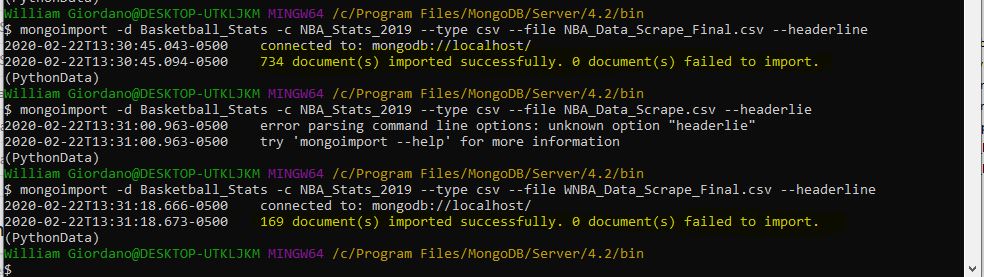 (PythonData)
William Giordano@DESKTOP-UTKLJKM MINGW64 /c/Program Files/MongoDB/Server/4.2/bin
$ mongoimport -d Basketball_Stats -c NBA_Stats_2019 --type csv --file NBA_Data_Scrape_Final.csv --headerline
2020-02-22T13:30:45.043-0500    connected to: mongodb://localhost/
2020-02-22T13:30:45.094-0500    734 document(s) imported successfully. 0 document(s) failed to import.
(PythonData)
William Giordano@DESKTOP-UTKLJKM MINGW64 /c/Program Files/MongoDB/Server/4.2/bin
$ mongoimport -d Basketball_Stats -c NBA_Stats_2019 --type csv --file NBA_Data_Scrape.csv --headerlie
2020-02-22T13:31:00.963-0500    error parsing command line options: unknown option "headerlie"
2020-02-22T13:31:00.963-0500    try 'mongoimport --help' for more information
(PythonData)
William Giordano@DESKTOP-UTKLJKM MINGW64 /c/Program Files/MongoDB/Server/4.2/bin
$ mongoimport -d Basketball_Stats -c NBA_Stats_2019 --type csv --file WNBA_Data_Scrape_Final.csv --headerline
2020-02-22T13:31:18.666-0500    connected to: mongodb://localhost/
2020-02-22T13:31:18.673-0500    169 document(s) imported successfully. 0 document(s) failed to import.
(PythonData)
William Giordano@DESKTOP-UTKLJKM MINGW64 /c/Program Files/MongoDB/Server/4.2/bin
$